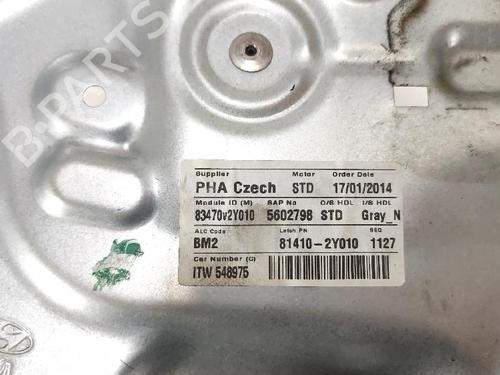 B-PARTS
Supplier Motor Order Date
PHA Czech STD 17/01/2014
Module ID (M) SAP No O/S HDL I/S HDL
83470v2Y010 5602798 STD Gray_N
ALC Code Latch PN SEQ
BM2 81410-2Y010 1127
Car Number (C)
ITW 548975